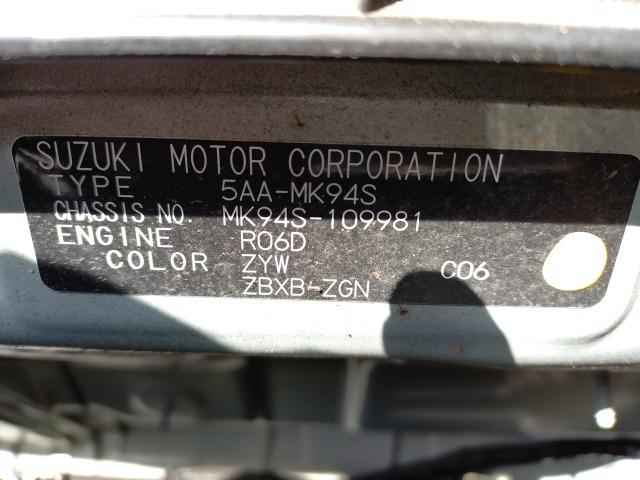 SUZUKI MOTOR CORPORATION
TYPE 5AA-MK94S
CHASSIS NO. MK94S-109981
ENGINE R06D
COLOR ZYW C06
ZBXB-ZGN